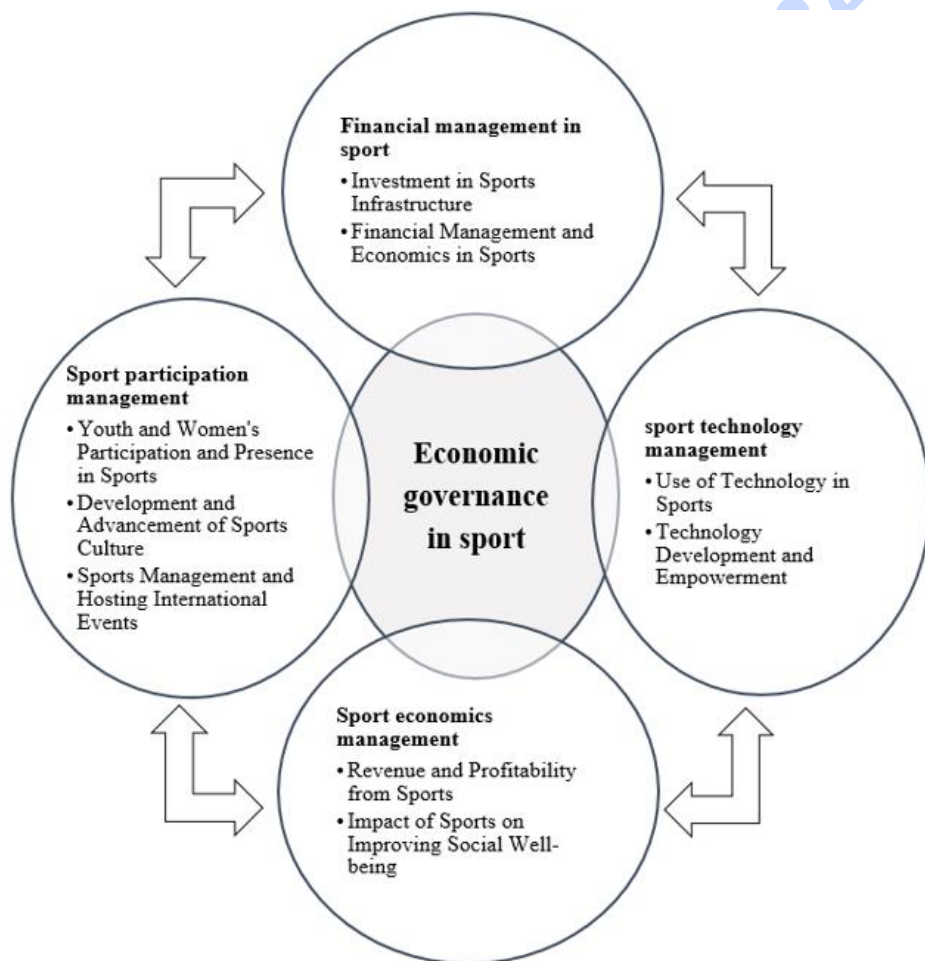 Financial management in
sport
• Investment in Sports
Infrastructure
• Financial Management and
Economics in Sports
Sport participation
management
• Youth and Women's
Participation and Presence
in Sports
• Development and
Advancement of Sports
Culture
• Sports Management and
Hosting International
Events
Economic
governance
in sport
sport technology
management
• Use of Technology in
Sports
• Technology
Development and
Empowerment
Sport economics
management
• Revenue and Profitability
from Sports
• Impact of Sports on
Improving Social Well-
being